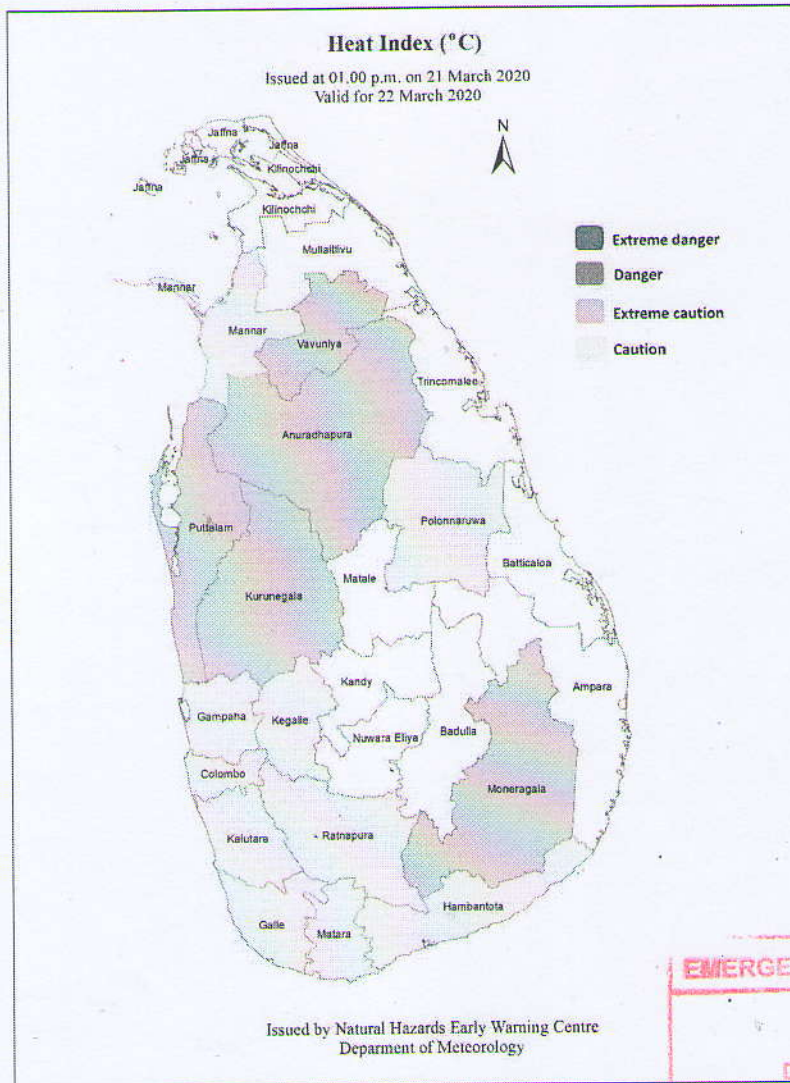 Heat Index (°C)
Issued at 01.00 p.m. on 21 March 2020
Valid for 22 March 2020
N
Jaffna
Jaffna
Jaffna
Kilinochchi
Jaffna
Kilinochchi
Mullaitivu
Extreme danger
Danger
Extreme caution
Caution
Mannar
Mannar
Vavuniya
Trincomalee
Anuradhapura
Polonnaruwa
Puttalam
Batticaloa
Matale
Kurunegala
Kandy
Ampara
Gampaha
Kegalle
Nuwara Eliya
Badulla
Colombo
Moneragala
Kalutara
Ratnapura
Hambantota
Galle
Matara
EMERGE
D
Issued by Natural Hazards Early Warning Centre
Deparment of Meteorology